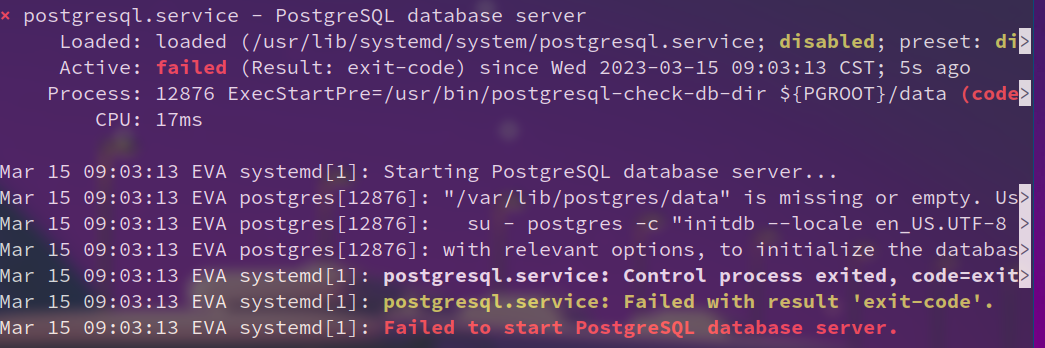 × postgresql.service - PostgreSQL database server
Loaded: loaded (/usr/lib/systemd/system/postgresql.service; disabled; preset: di>
Active: failed (Result: exit-code) since Wed 2023-03-15 09:03:13 CST; 5s ago
Process: 12876 ExecStartPre=/usr/bin/postgresql-check-db-dir ${PGROOT}/data (code>
CPU: 17ms
Mar 15 09:03:13 EVA systemd[1]: Starting PostgreSQL database server...
Mar 15 09:03:13 EVA postgres[12876]: "/var/lib/postgres/data" is missing or empty. Us>
Mar 15 09:03:13 EVA postgres[12876]:   su - postgres -c "initdb --locale en_US.UTF-8 >
Mar 15 09:03:13 EVA postgres[12876]: with relevant options, to initialize the databas>
Mar 15 09:03:13 EVA systemd[1]: postgresql.service: Control process exited, code=exit>
Mar 15 09:03:13 EVA systemd[1]: postgresql.service: Failed with result 'exit-code'.
Mar 15 09:03:13 EVA systemd[1]: Failed to start PostgreSQL database server.